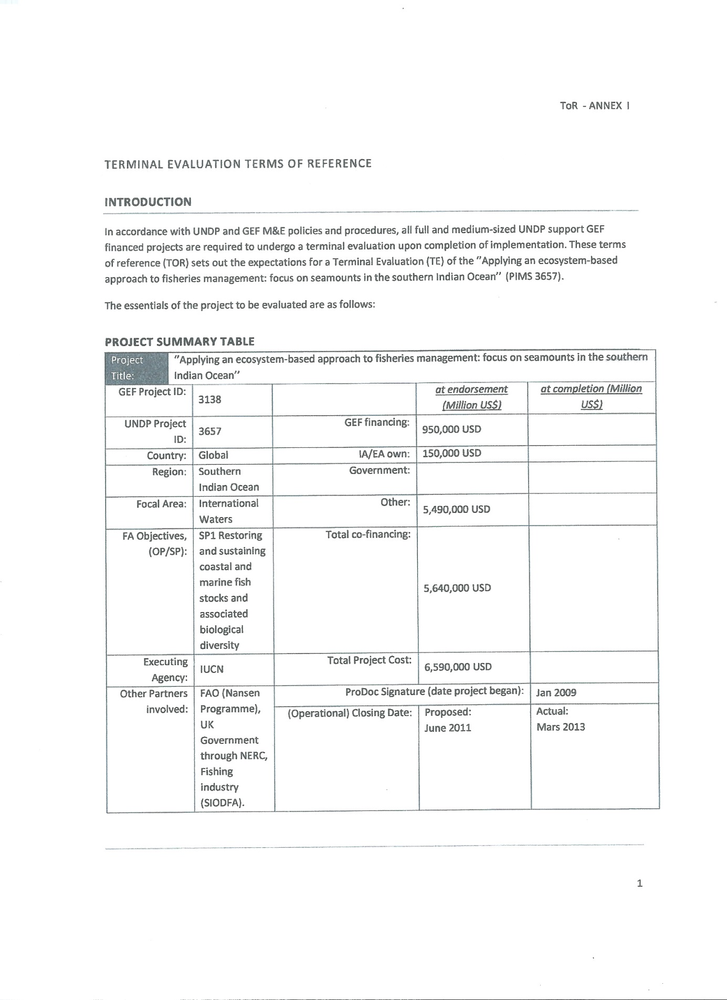 ToR - ANNEX I
TERMINAL EVALUATION TERMS OF REFERENCE
INTRODUCTION
In accordance with UNDP and GEF M&E policies and procedures, all full and medium-sized UNDP support GEF
financed projects are required to undergo a terminal evaluation upon completion of implementation. These terms
of reference (TOR) sets out the expectations for a Terminal Evaluation (TE) of the "Applying an ecosystem-based
approach to fisheries management: focus on seamounts in the southern Indian Ocean" (PIMS 3657).
The essentials of the project to be evaluated are as follows:
PROJECT SUMMARY TABLE
Project
Title:
"Applying an ecosystem-based approach to fisheries management: focus on seamounts in the southern
Indian Ocean"
GEF Project ID:
3138
at endorsement
(Million US$)
at completion (Million
US$)
UNDP Project
ID:
3657
GEF financing:
950,000 USD
Country:
Global
IA/EA own:
150,000 USD
Region:
Southern
Indian Ocean
Government:
Focal Area:
International
Waters
Other:
5,490,000 USD
FA Objectives,
(OP/SP):
SP1 Restoring
and sustaining
coastal and
marine fish
stocks and
associated
biological
diversity
Total co-financing:
5,640,000 USD
Executing
Agency:
IUCN
Total Project Cost:
6,590,000 USD
Other Partners
involved:
FAO (Nansen
Programme),
UK
Government
through NERC,
Fishing
industry
(SIODFA).
ProDoc Signature (date project began):
Jan 2009
(Operational) Closing Date:
Proposed:
June 2011
Actual:
Mars 2013
1